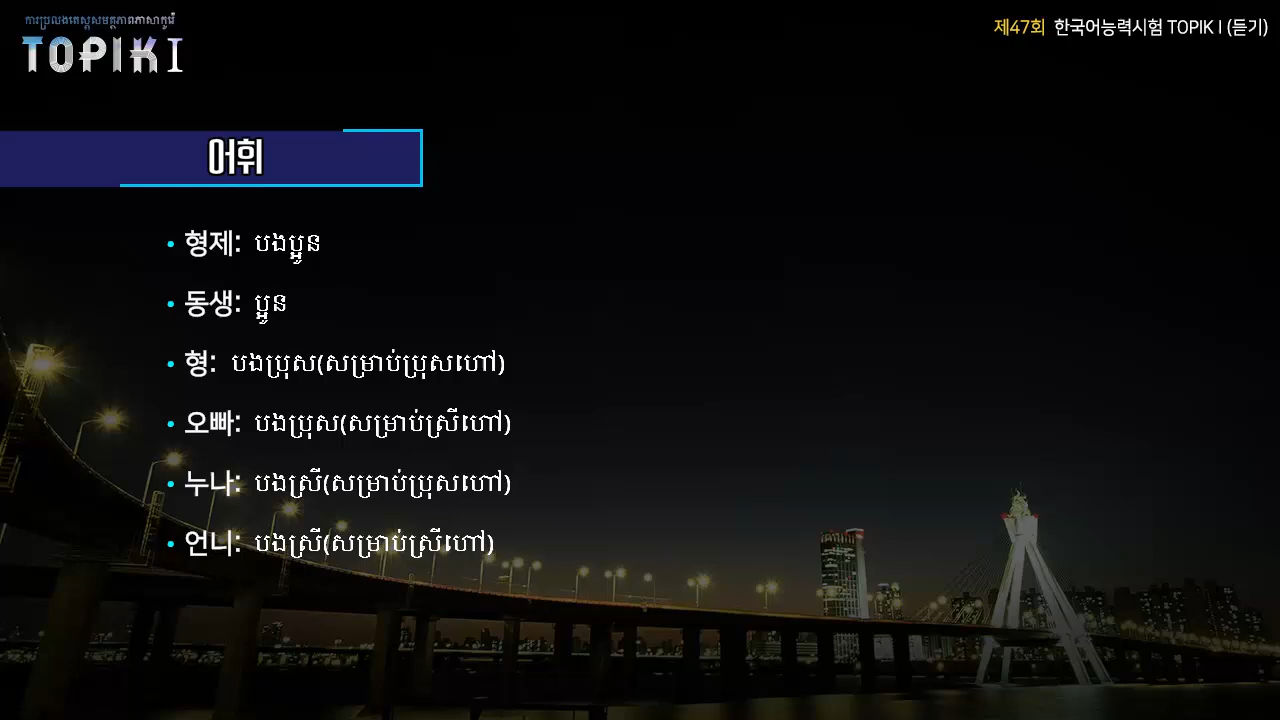 ការប្រលងតេស្តសមត្ថភាពភាសាកូរ៉េ
TOPIK I
제47회 한국어능력시험 TOPIK I (듣기)
어휘
• 형제: បងប្អូន
• 동생: ប្អូន
• 형: បងប្រុស(សម្រាប់ប្រុសហៅ)
• 오빠: បងប្រុស(សម្រាប់ស្រីហៅ)
• 누나: បងស្រី(សម្រាប់ប្រុសហៅ)
• 언니: បងស្រី(សម្រាប់ស្រីហៅ)